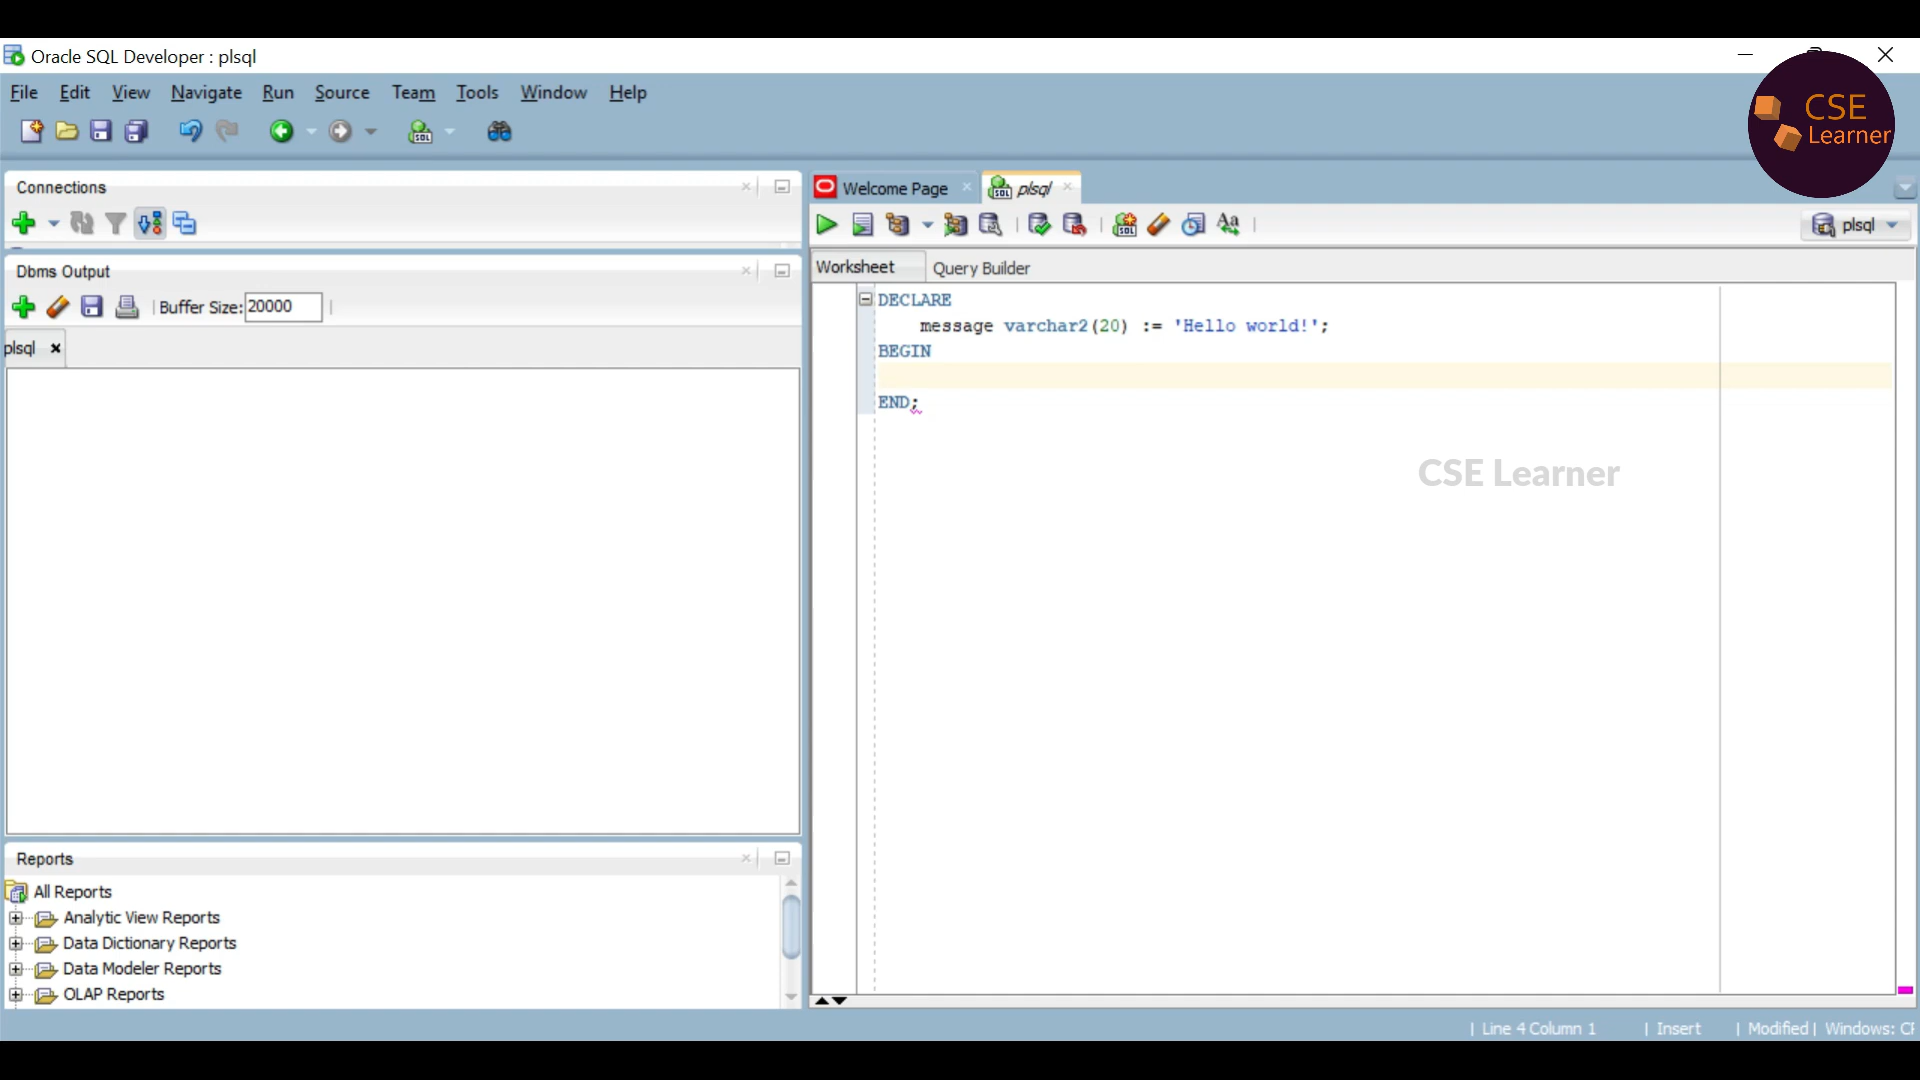 Oracle SQL Developer : plsql
File Edit View Navigate Run Source Team Tools Window Help
CSE
Learner
Connections
Welcome Page
plsql
plsql
Dbms Output
Buffer Size: 20000
plsql
Worksheet
Query Builder
DECLARE
message varchar2(20) := 'Hello world!';
BEGIN
END;
CSE Learner
Reports
All Reports
Analytic View Reports
Data Dictionary Reports
Data Modeler Reports
OLAP Reports
| Line 4 Column 1 | Insert | Modified | Windows: CF